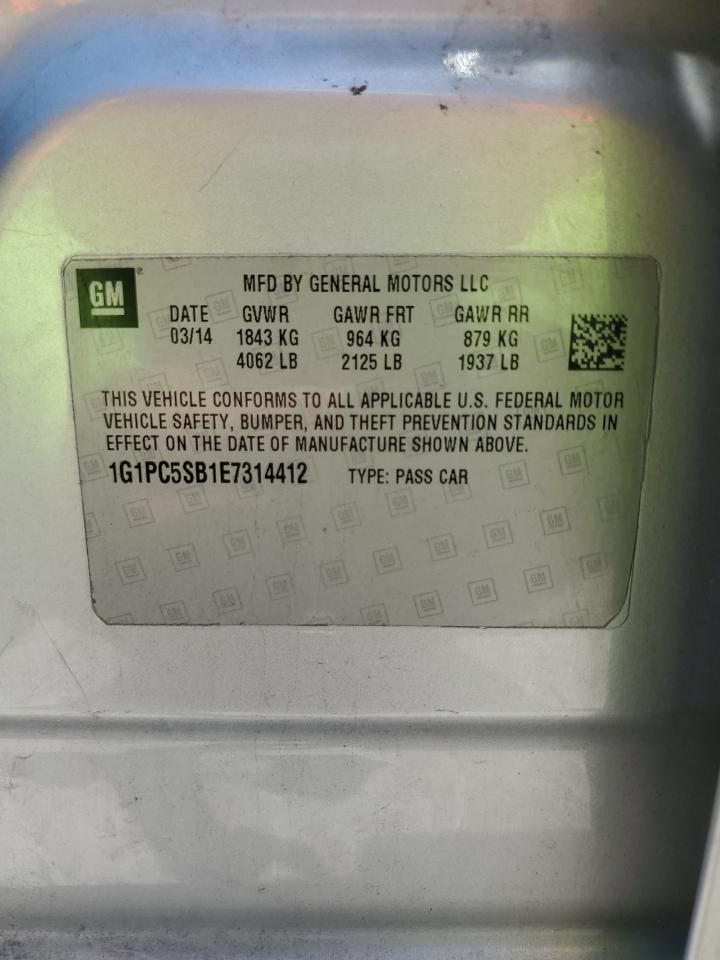 GM
MFD BY GENERAL MOTORS LLC
DATE GVWR GAWR FRT GAWR RR
03/14 1843 KG 964 KG 879 KG
4062 LB 2125 LB 1937 LB
THIS VEHICLE CONFORMS TO ALL APPLICABLE U.S. FEDERAL MOTOR
VEHICLE SAFETY, BUMPER, AND THEFT PREVENTION STANDARDS IN
EFFECT ON THE DATE OF MANUFACTURE SHOWN ABOVE.
1G1PC5SB1E7314412 TYPE: PASS CAR